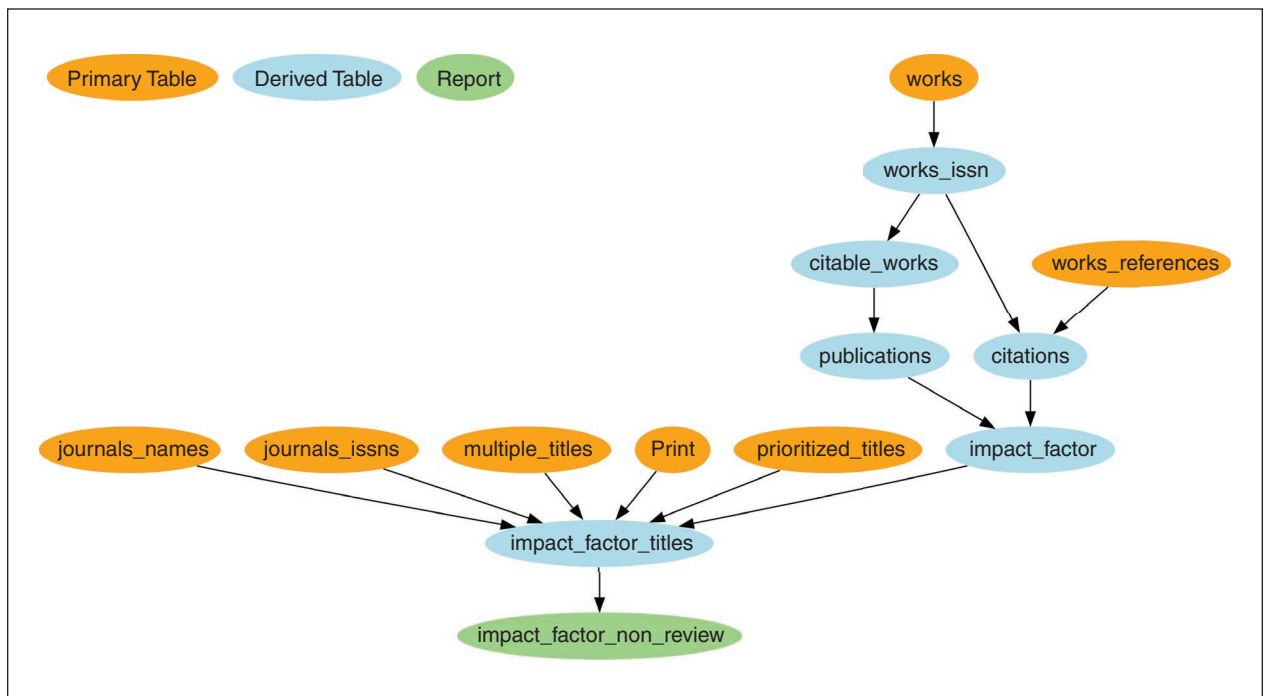 Primary Table
Derived Table
Report
works
works_issn
citable_works
works_references
publications
citations
journals_names
journals_issns
multiple_titles
Print
prioritized_titles
impact_factor
impact_factor_titles
impact_factor_non_review